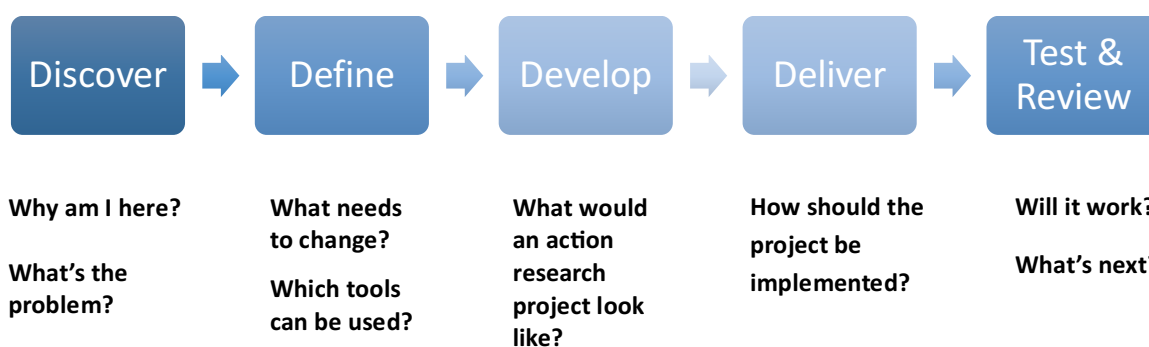 Discover
Define
Develop
Deliver
Test &
Review
Why am I here?
What's the
problem?
What needs
to change?
Which tools
can be used?
What would
an action
research
project look
like?
How should the
project be
implemented?
Will it work?
What's next?